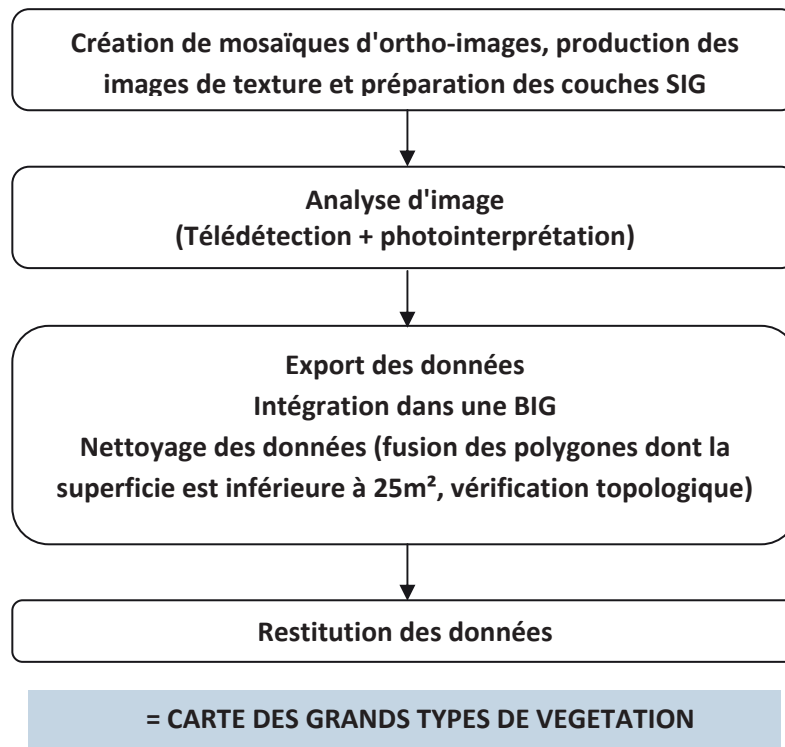 Création de mosaïques d'ortho-images, production des
images de texture et préparation des couches SIG
Analyse d'image
(Télédétection + photointerprétation)
Export des données
Intégration dans une BIG
Nettoyage des données (fusion des polygones dont la
superficie est inférieure à 25m², vérification topologique)
Restitution des données
= CARTE DES GRANDS TYPES DE VEGETATION